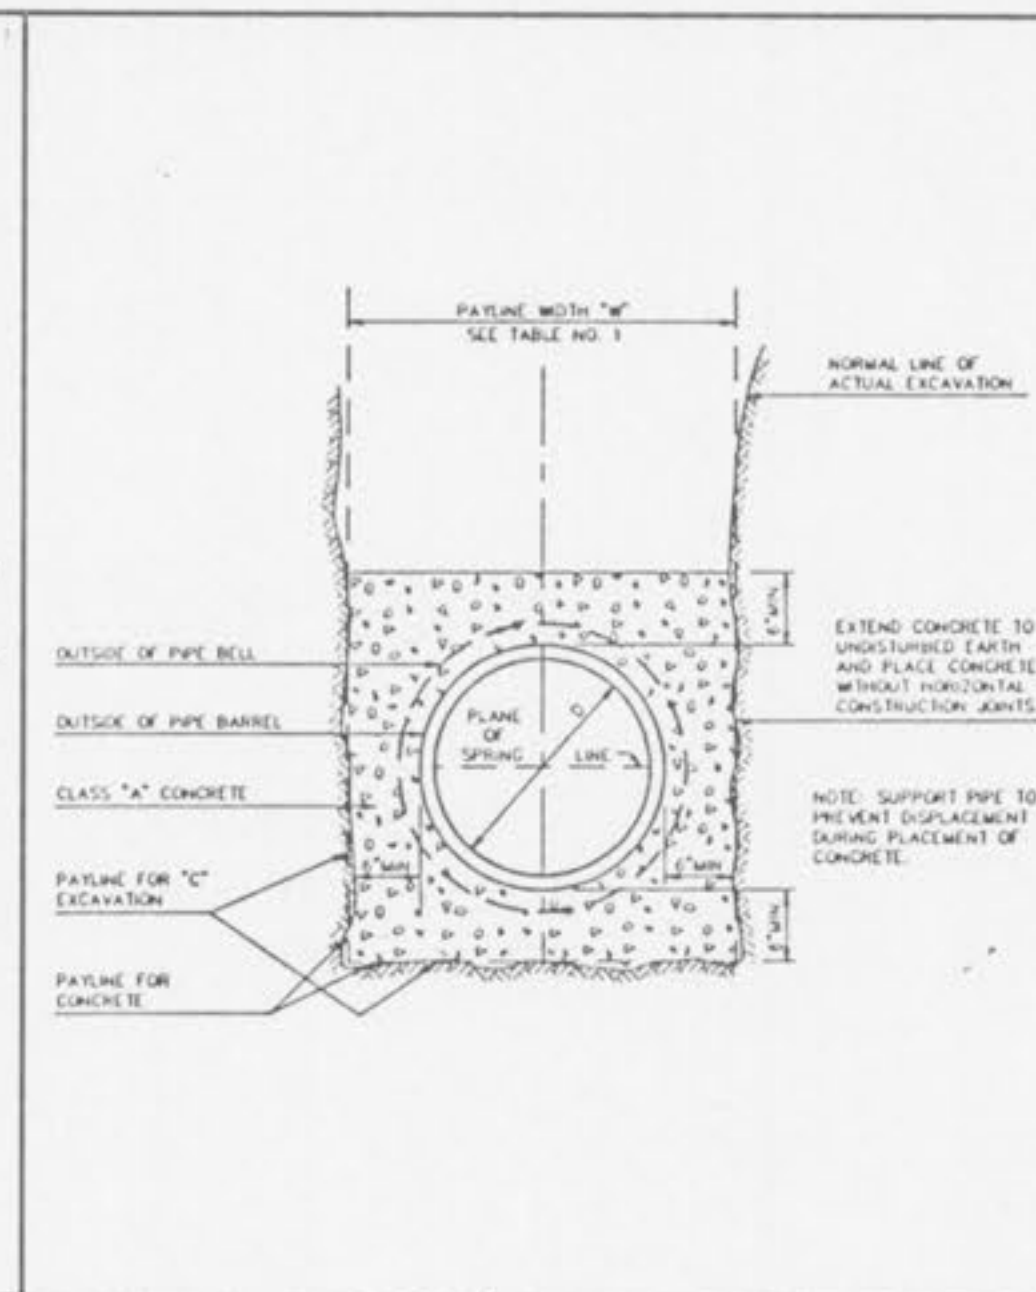 PAYLINE WIDTH "W"
SEE TABLE NO. 1
NORMAL LINE OF
ACTUAL EXCAVATION
6"MIN.
EXTEND CONCRETE TO
UNDISTURBED EARTH
AND PLACE CONCRETE
WITHOUT HORIZONTAL
CONSTRUCTION JOINTS
OUTSIDE OF PIPE BELL
OUTSIDE OF PIPE BARREL
PLANE
OF
SPRING LINE
D
CLASS "A" CONCRETE
NOTE: SUPPORT PIPE TO
PREVENT DISPLACEMENT
DURING PLACEMENT OF
CONCRETE.
6"MIN
6"MIN
PAYLINE FOR "C"
EXCAVATION
6"MIN
PAYLINE FOR
CONCRETE